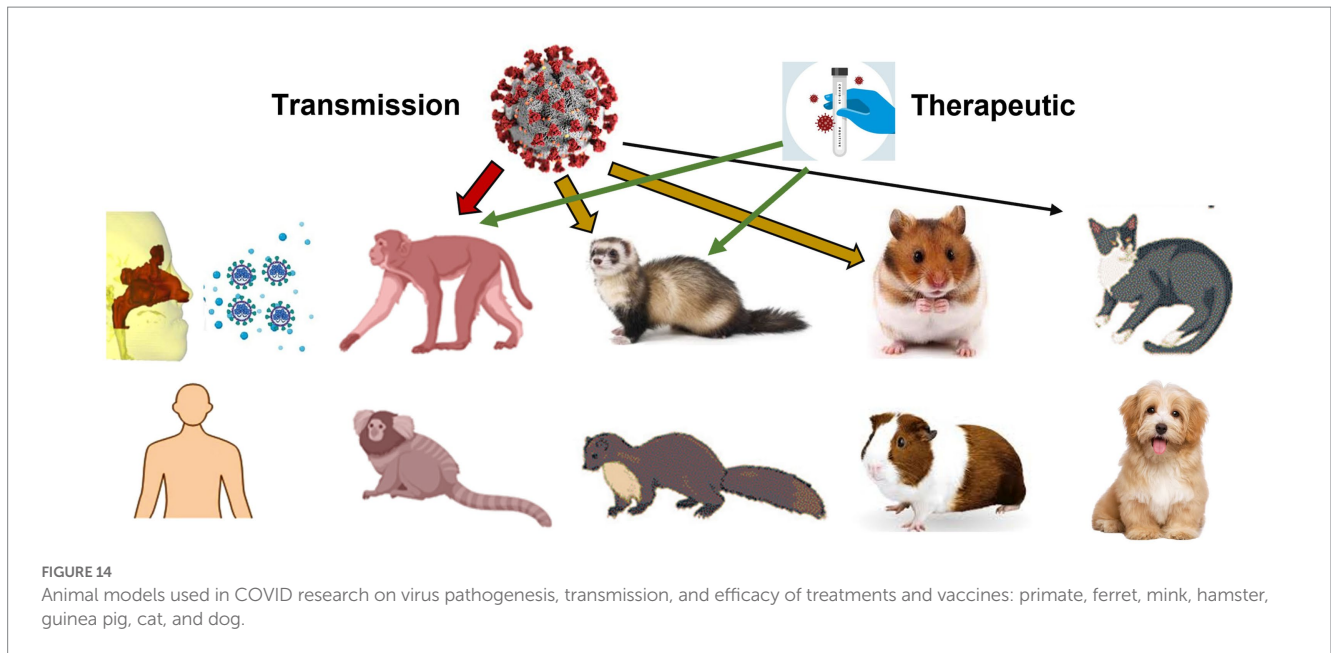 Transmission
Therapeutic
FIGURE 14
Animal models used in COVID research on virus pathogenesis, transmission, and efficacy of treatments and vaccines: primate, ferret, mink, hamster,
guinea pig, cat, and dog.